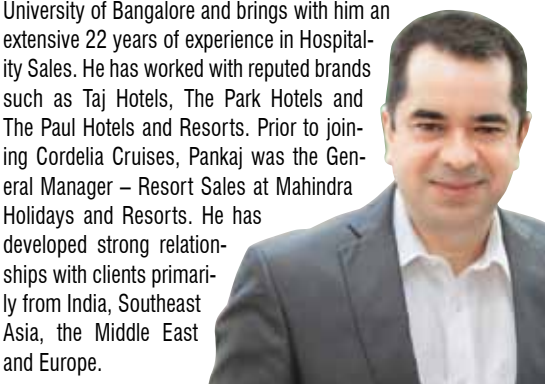 University of Bangalore and brings with him an
extensive 22 years of experience in Hospital-
ity Sales. He has worked with reputed brands
such as Taj Hotels, The Park Hotels and
The Paul Hotels and Resorts. Prior to join-
ing Cordelia Cruises, Pankaj was the Gen-
eral Manager – Resort Sales at Mahindra
Holidays and Resorts. He has
developed strong relation-
ships with clients primari-
ly from India, Southeast
Asia, the Middle East
and Europe.